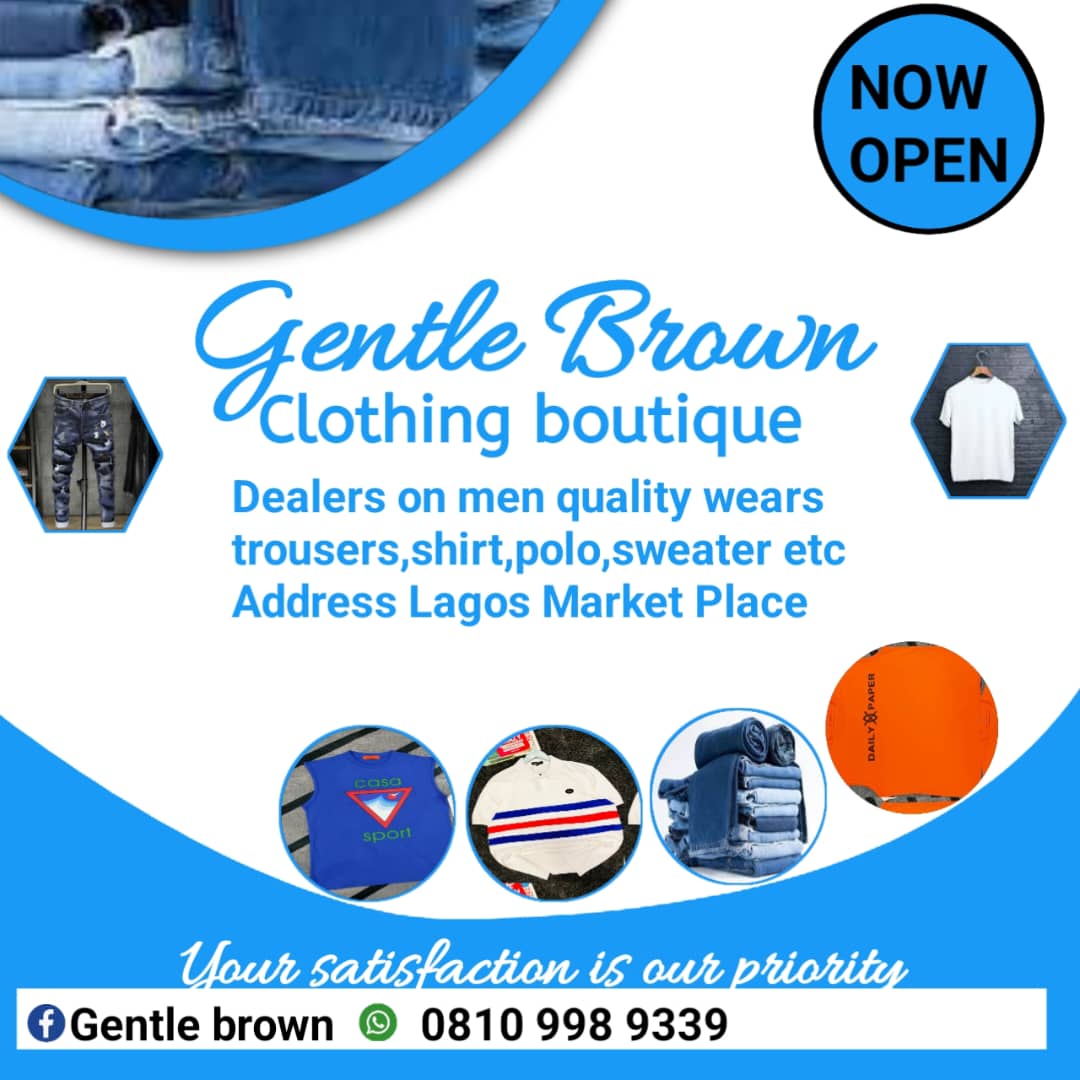 NOW
OPEN
Gentle Brown
Clothing boutique
Dealers on men quality wears
trousers,shirt,polo,sweater etc
Address Lagos Market Place
DAILY PAPER
casa
sport
Your satisfaction is our priority
Gentle brown 0810 998 9339